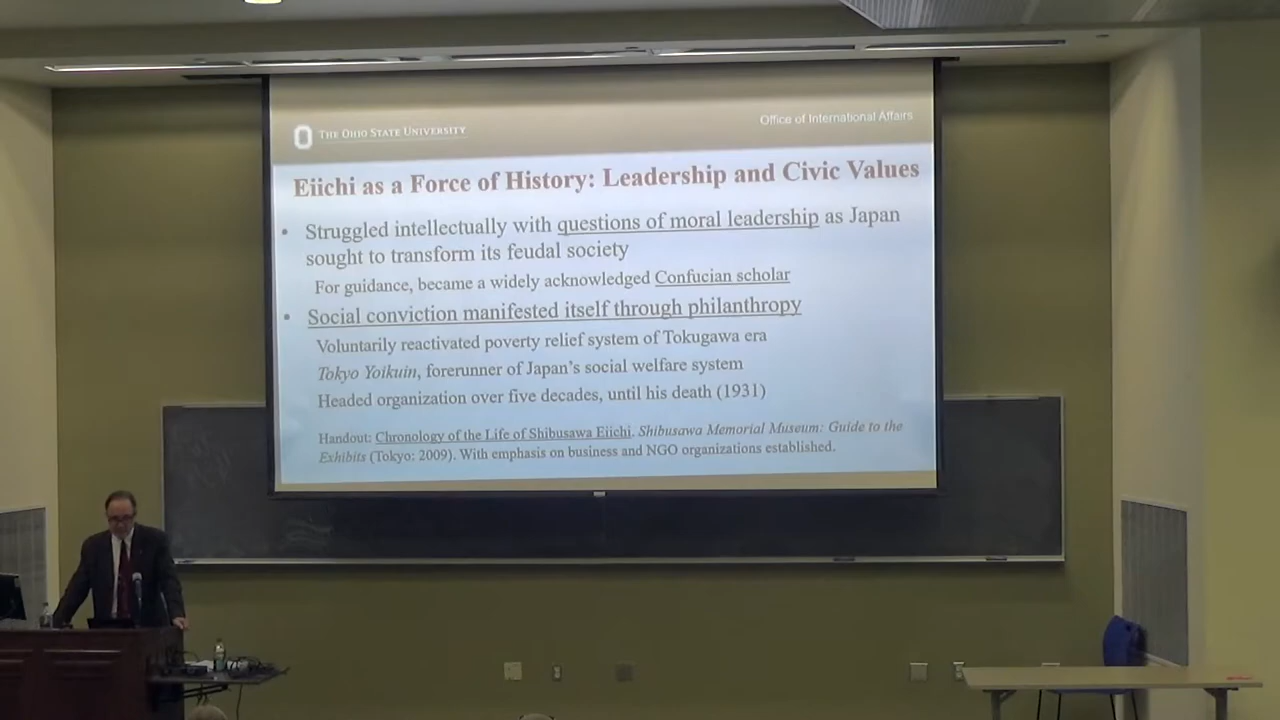 THE OHIO STATE UNIVERSITY
Office of International Affairs
Eiichi as a Force of History: Leadership and Civic Values
• Struggled intellectually with questions of moral leadership as Japan
sought to transform its feudal society
For guidance, became a widely acknowledged Confucian scholar
• Social conviction manifested itself through philanthropy
Voluntarily reactivated poverty relief system of Tokugawa era
Tokyo Yoikuin, forerunner of Japan's social welfare system
Headed organization over five decades, until his death (1931)
Handout: Chronology of the Life of Shibusawa Eiichi. Shibusawa Memorial Museum: Guide to the
Exhibits (Tokyo: 2009). With emphasis on business and NGO organizations established.